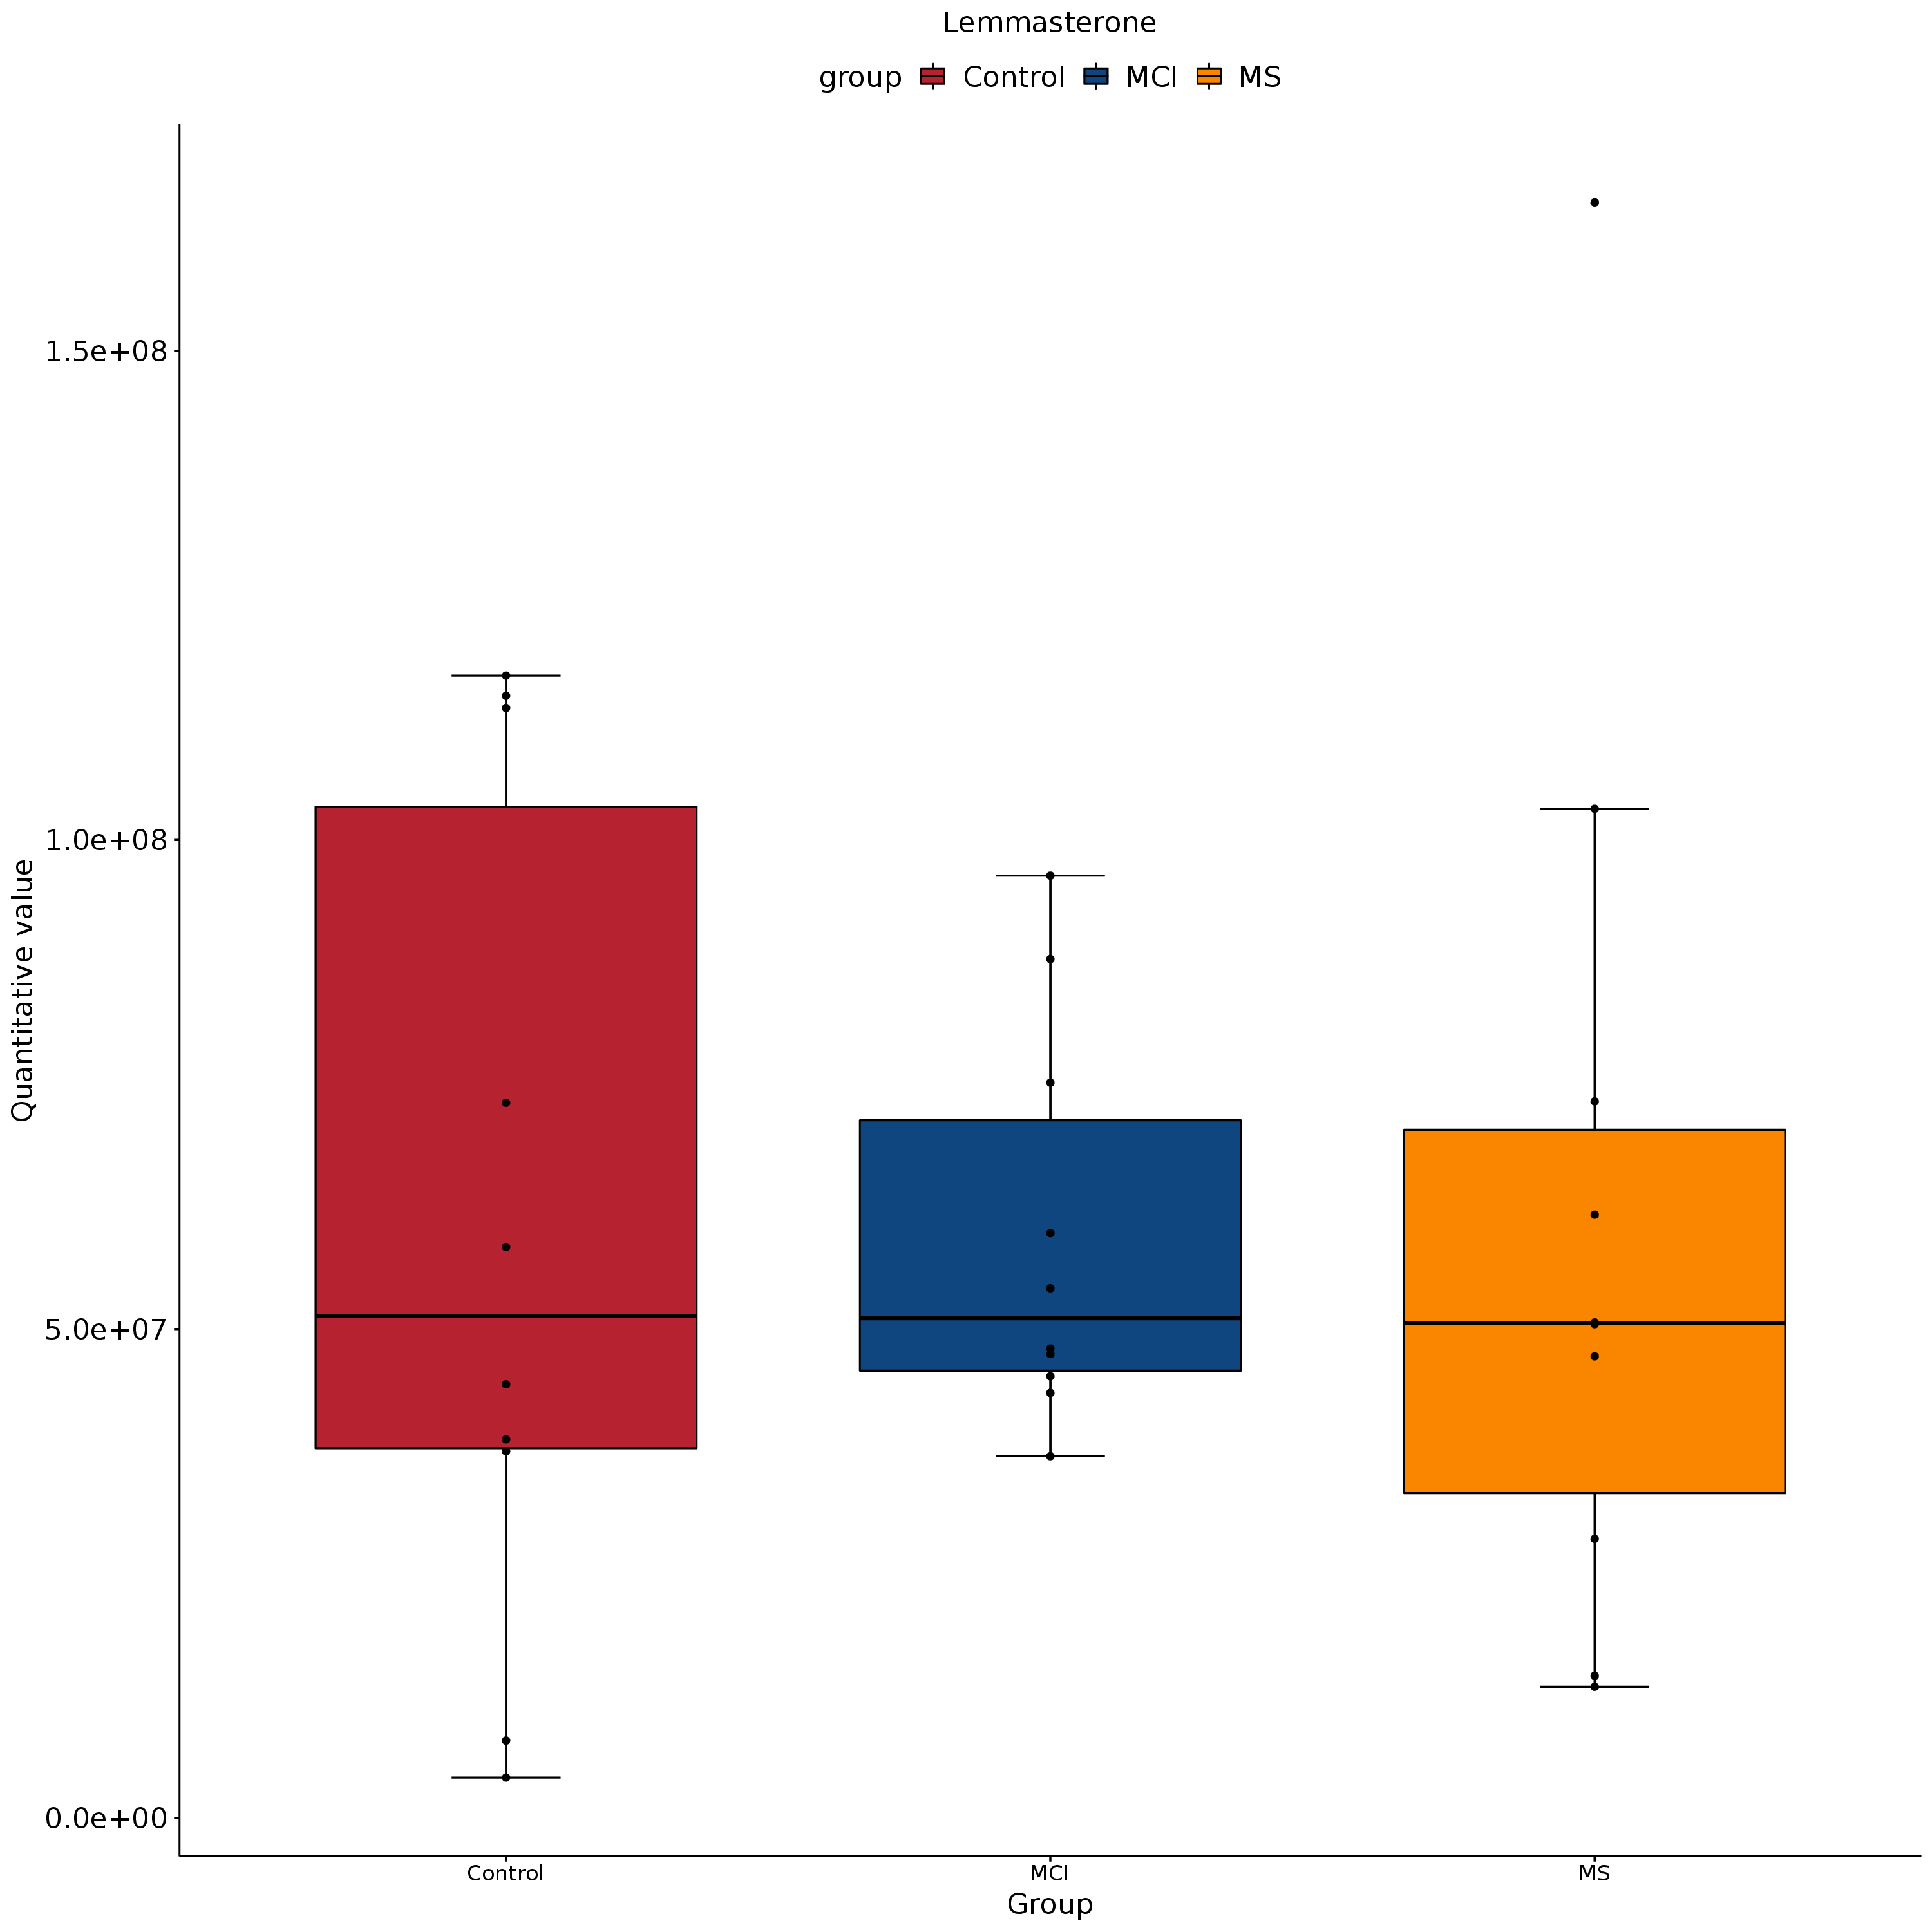 Lemmasterone
group Control MCI MS
1.5e+08
1.0e+08
5.0e+07
0.0e+00
Quantitative value
Control MCI MS
Group